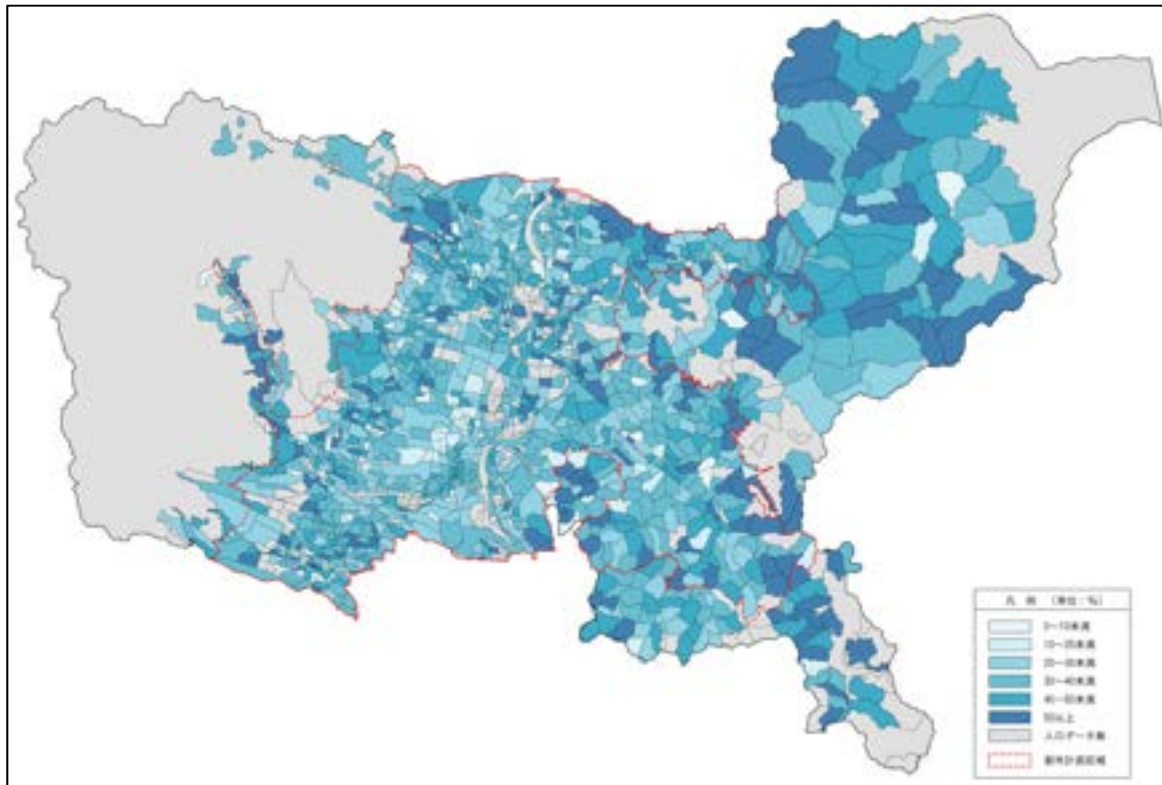 凡 例 （単位：%）
0～10未満
10～20未満
20～30未満
30～40未満
40～50未満
50以上
人口データ無
都市計画区域